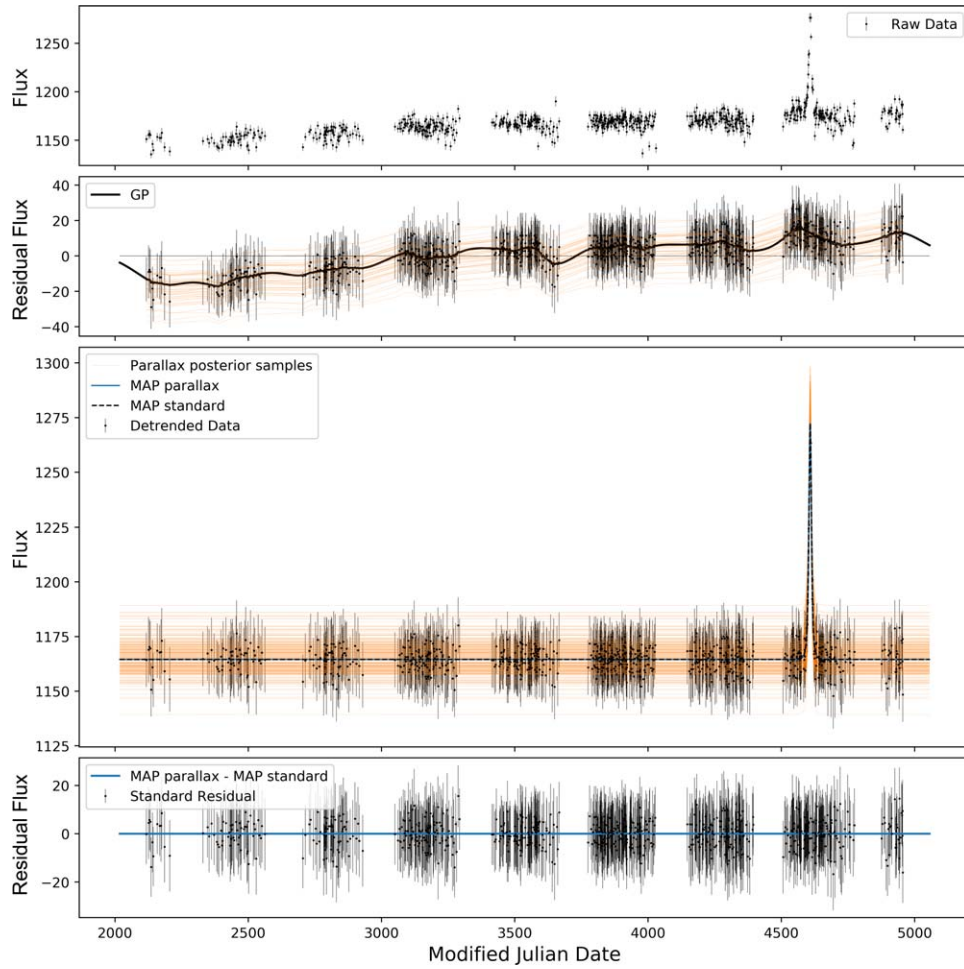 1250
1200
1150
Flux
Raw Data
40
20
0
−20
−40
Residual Flux
GP
1300
1275
1250
1225
1200
1175
1150
1125
Flux
Parallax posterior samples
MAP parallax
MAP standard
Detrended Data
20
0
−20
Residual Flux
MAP parallax - MAP standard
Standard Residual
2000 2500 3000 3500 4000 4500 5000
Modified Julian Date